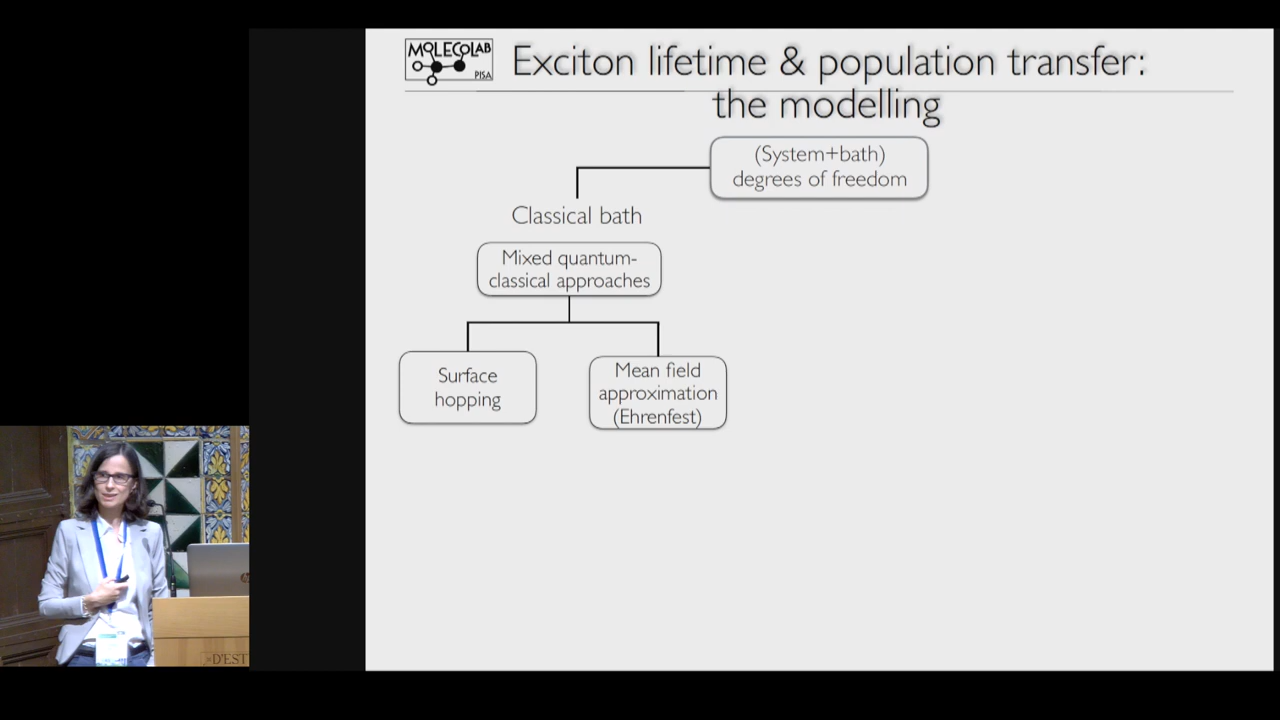 MOLECOLAB
PISA
Exciton lifetime & population transfer:
the modelling
(System+bath)
degrees of freedom
Classical bath
Mixed quantum-
classical approaches
Surface
hopping
Mean field
approximation
(Ehrenfest)
D'EST